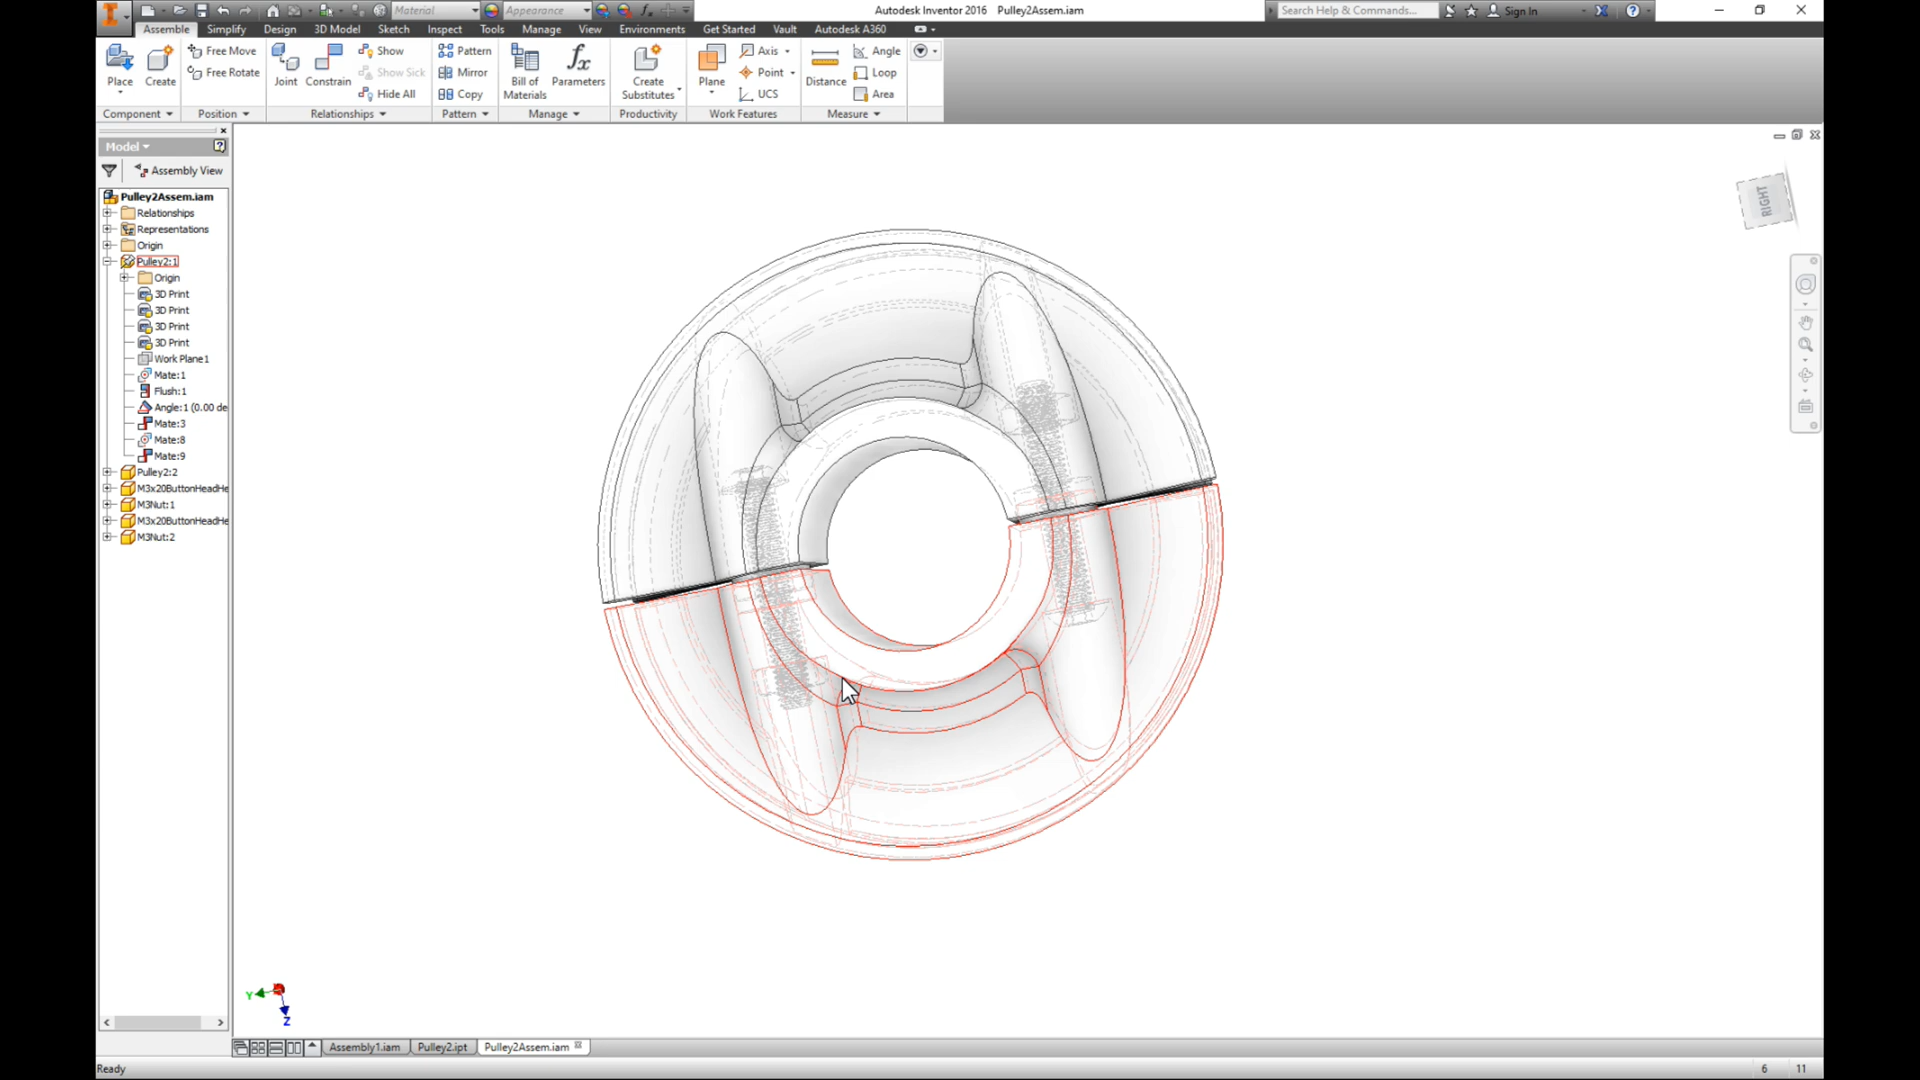 Material
Appearance
Autodesk Inventor 2016 Pulley2Assem.iam
Search Help & Commands...
Sign In
Assemble Simplify Design 3D Model Sketch Inspect Tools Manage View Environments Get Started Vault Autodesk A360
Place
Create
Free Move
Free Rotate
Joint
Constrain
Show
Show Sick
Hide All
Pattern
Mirror
Copy
Bill of
Materials
Parameters
Create
Substitutes
Plane
Axis
Point
UCS
Distance
Angle
Loop
Area
Component Position Relationships Pattern Manage Productivity Work Features Measure
Model
Assembly View
Pulley2Assem.iam
Relationships
Representations
Origin
Pulley2:1
Origin
3D Print
3D Print
3D Print
3D Print
Work Plane1
Mate:1
Flush:1
Angle:1 (0.00 de
Mate:3
Mate:8
Mate:9
Pulley2:2
M3x20ButtonHeadHe
M3Nut:1
M3x20ButtonHeadHe
M3Nut:2
RIGHT
Y
Z
Assembly1.iam Pulley2.ipt Pulley2Assem.iam
Ready
6 11